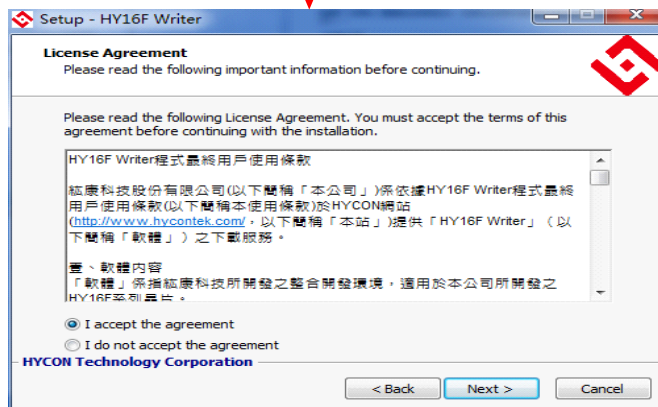 Setup - HY16F Writer
License Agreement
Please read the following important information before continuing.
Please read the following License Agreement. You must accept the terms of this
agreement before continuing with the installation.
HY16F Writer程式最終用戶使用條款
紘康科技股份有限公司(以下簡稱「本公司」)係依據HY16F Writer程式最終
用戶使用條款(以下簡稱本使用條款)於HYCON網站
(http://www.hycontek.com/，以下簡稱「本站」)提供「HY16F Writer」（以
下簡稱「軟體」）之下載服務。
壹、軟體內容
「軟體」係指紘康科技所開發之整合開發環境，適用於本公司所開發之
HY16F系列晶片。
I accept the agreement
I do not accept the agreement
HYCON Technology Corporation
< Back
Next >
Cancel